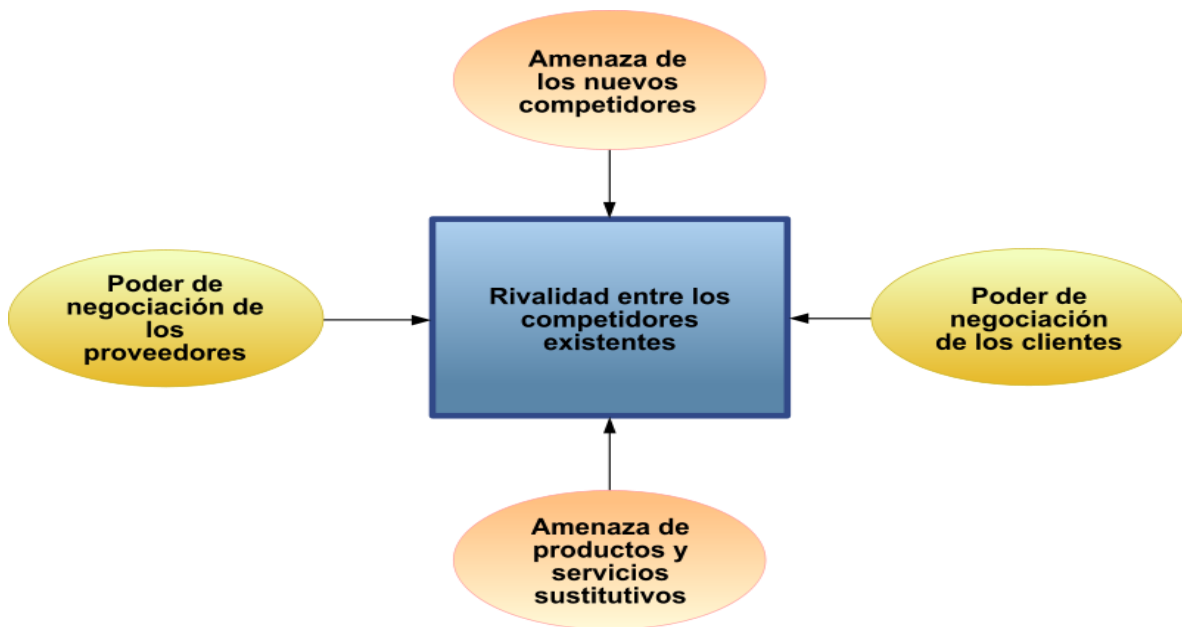 Amenaza de
los nuevos
competidores
Poder de
negociación de
los
proveedores
Rivalidad entre los
competidores
existentes
Poder de
negociación
de los clientes
Amenaza de
productos y
servicios
sustitutivos